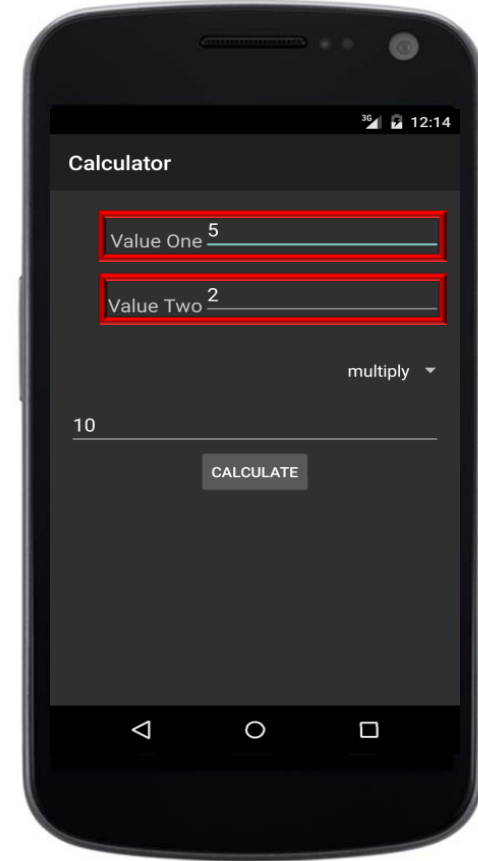 3G 12:14
Calculator
Value One 5
Value Two 2
multiply
10
CALCULATE